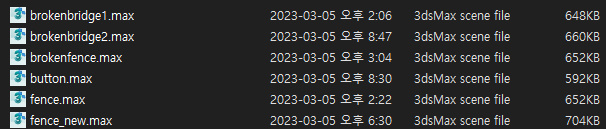 brokenbridge1.max 2023-03-05 오후 2:06 3dsMax scene file 648KB
brokenbridge2.max 2023-03-05 오후 8:47 3dsMax scene file 660KB
brokenfence.max 2023-03-05 오후 3:04 3dsMax scene file 652KB
button.max 2023-03-05 오후 8:30 3dsMax scene file 592KB
fence.max 2023-03-05 오후 2:22 3dsMax scene file 652KB
fence_new.max 2023-03-05 오후 6:30 3dsMax scene file 704KB